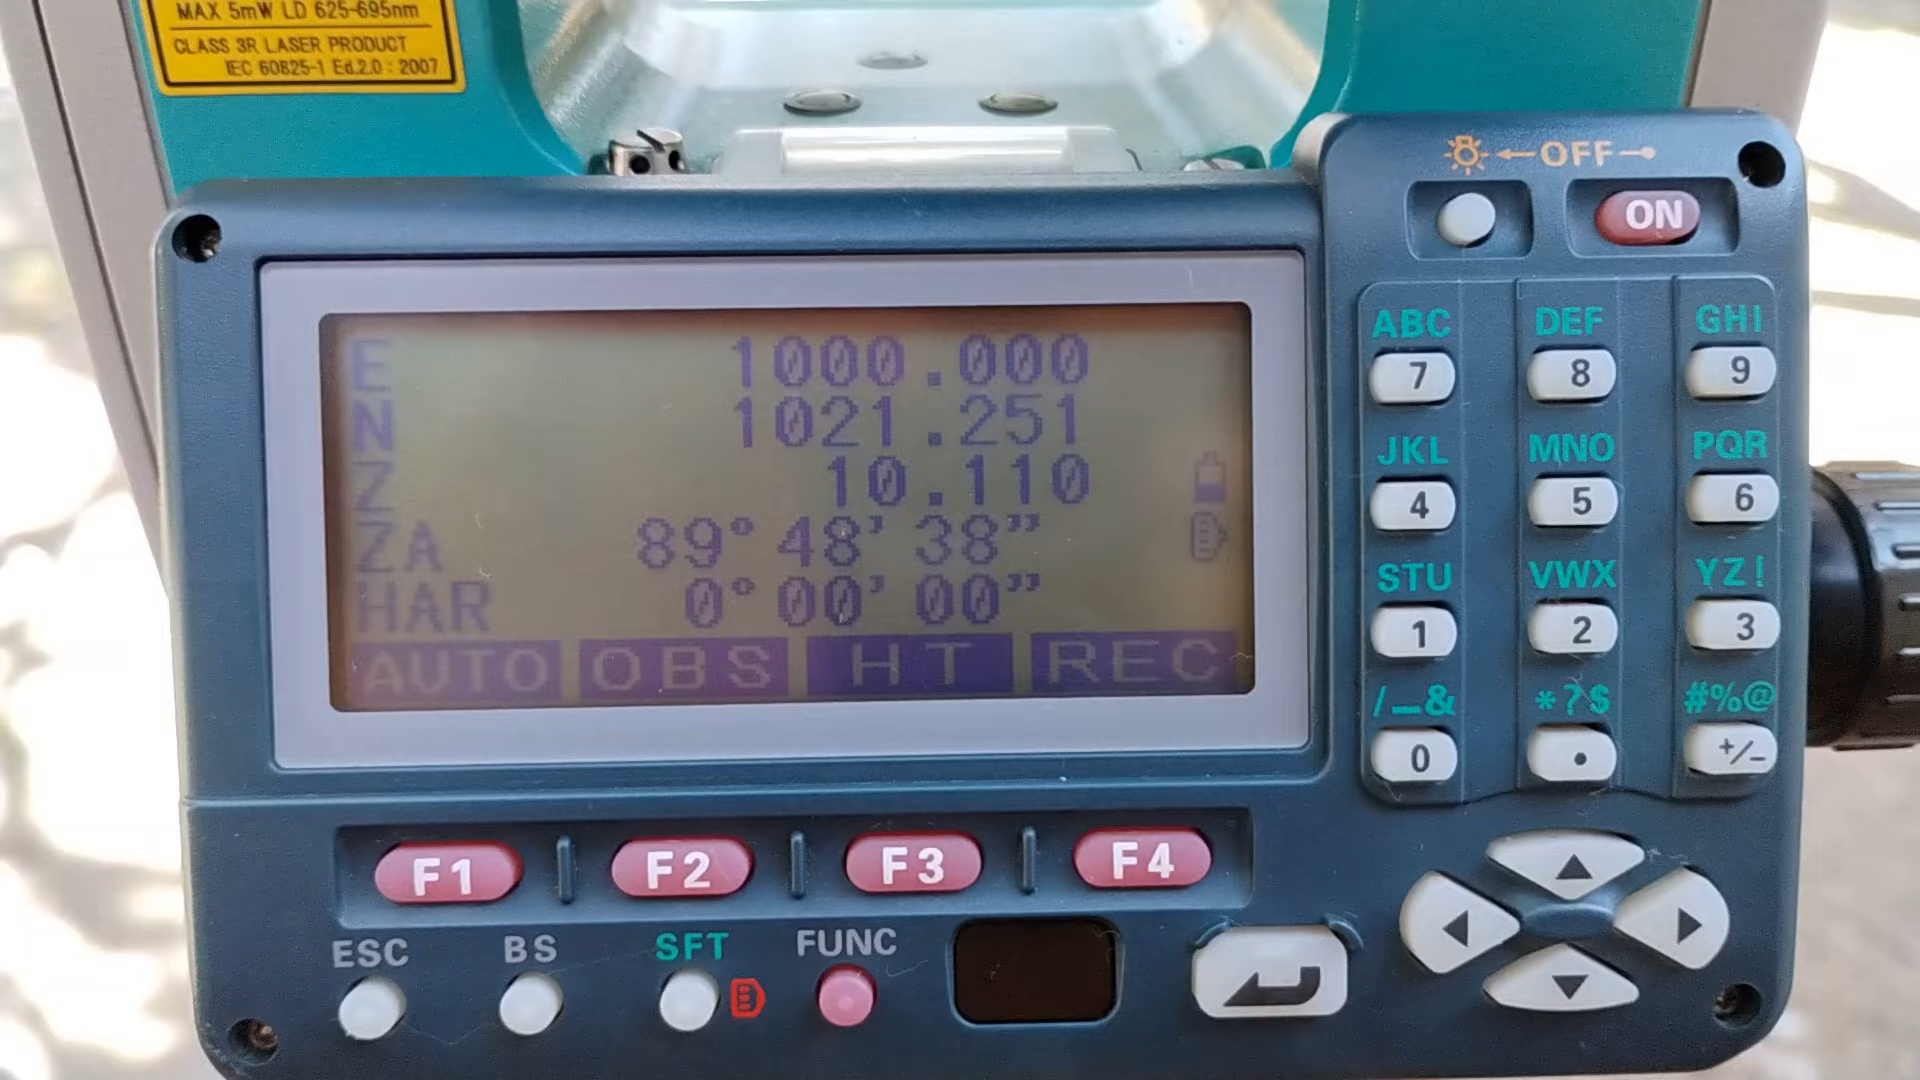 MAX 5mW LD 625-695nm
CLASS 3R LASER PRODUCT
IEC 60825-1 Ed.2.0 : 2007
←OFF
ON
E 1000.000
N 1021.251
Z 10.110
ZA 89°48'38"
HAR 0°00'00"
AUTO OBS HT REC
ABC DEF GHI
7 8 9
JKL MNO PQR
4 5 6
STU VWX YZ!
1 2 3
/_& *?$ #%@
0 . +/-
F1 F2 F3 F4
ESC BS SFT FUNC